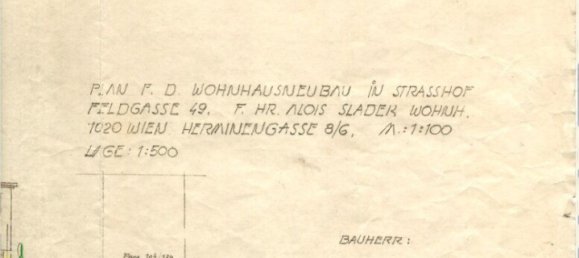 PLAN F. D. WOHNHAUSNEUBAU IN STRASSHOF
FELDGASSE 49. F. HR. ALOIS SLADEK WOHNH.
1020 WIEN HERMINENGASSE 8/6, M.:1:100
LAGE: 1:500
BAUHERR: